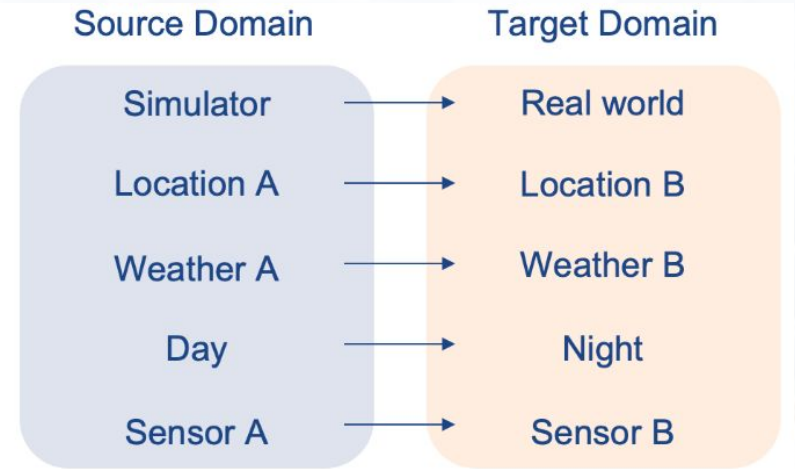 Source Domain Target Domain
Simulator Real world
Location A Location B
Weather A Weather B
Day Night
Sensor A Sensor B